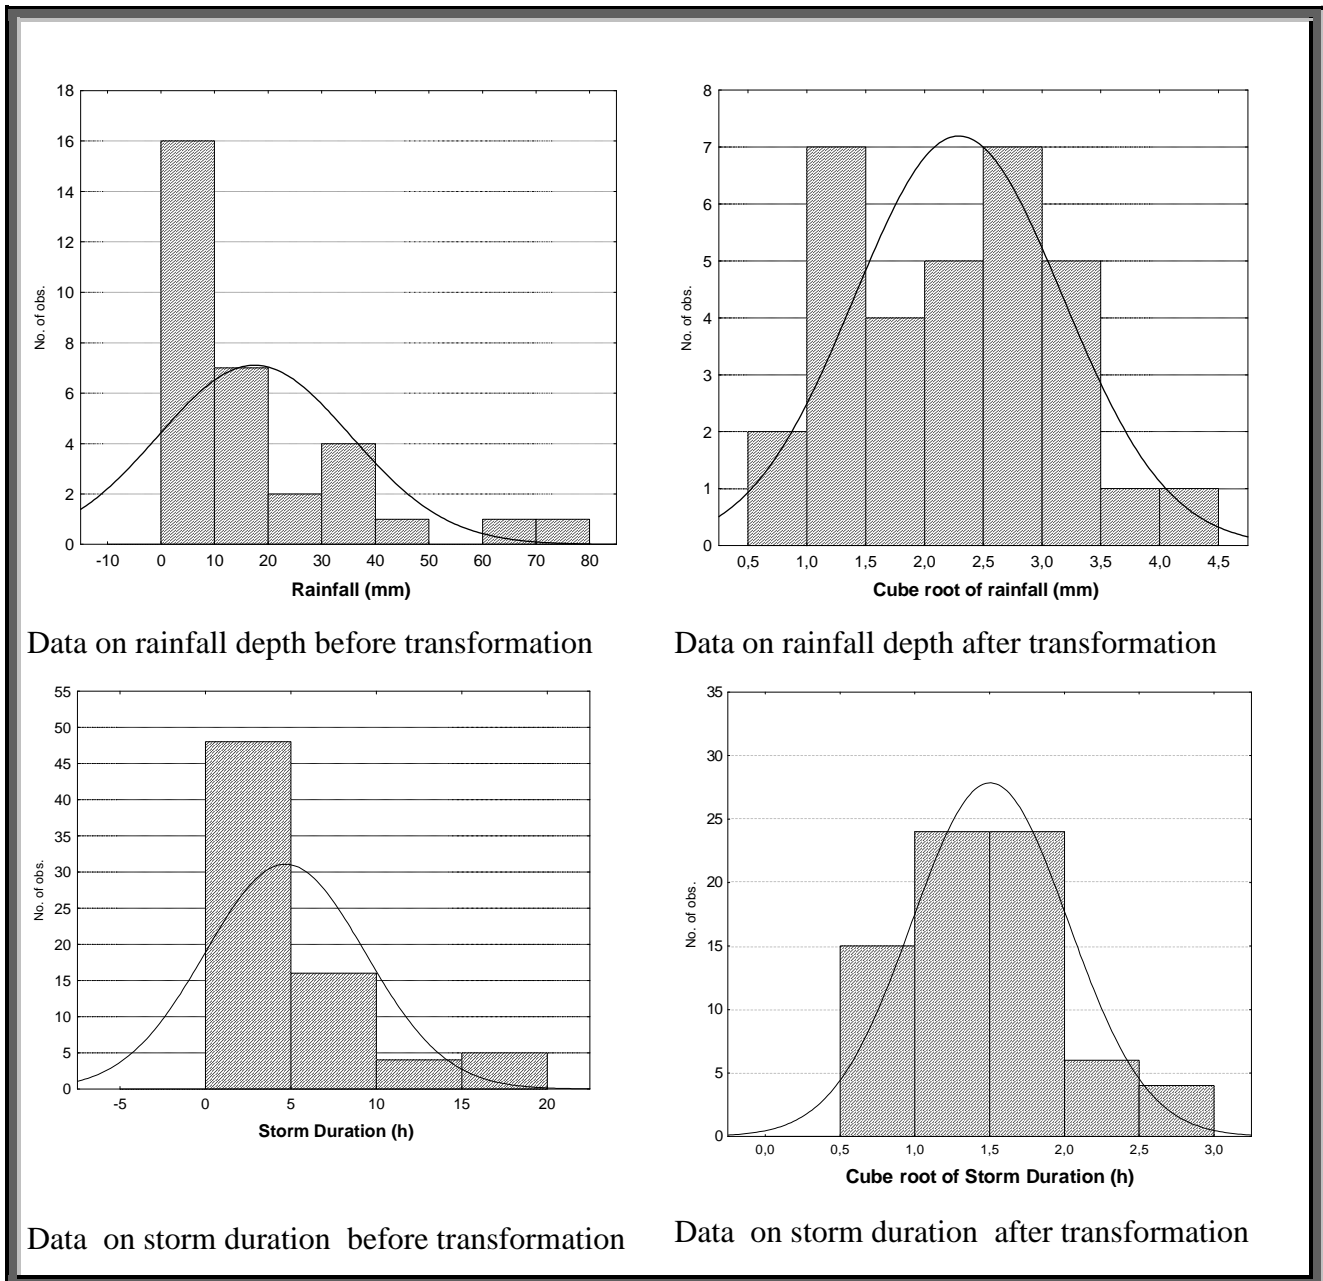 18
16
14
12
10
8
6
4
2
0
No. of obs.
-10 0 10 20 30 40 50 60 70 80
Rainfall (mm)
8
7
6
5
4
3
2
1
0
No. of obs.
0,5 1,0 1,5 2,0 2,5 3,0 3,5 4,0 4,5
Cube root of rainfall (mm)
Data on rainfall depth before transformation
Data on rainfall depth after transformation
55
50
45
40
35
30
25
20
15
10
5
0
No. of obs.
-5 0 5 10 15 20
Storm Duration (h)
35
30
25
20
15
10
5
0
No. of obs.
0,0 0,5 1,0 1,5 2,0 2,5 3,0
Cube root of Storm Duration (h)
Data on storm duration before transformation
Data on storm duration after transformation